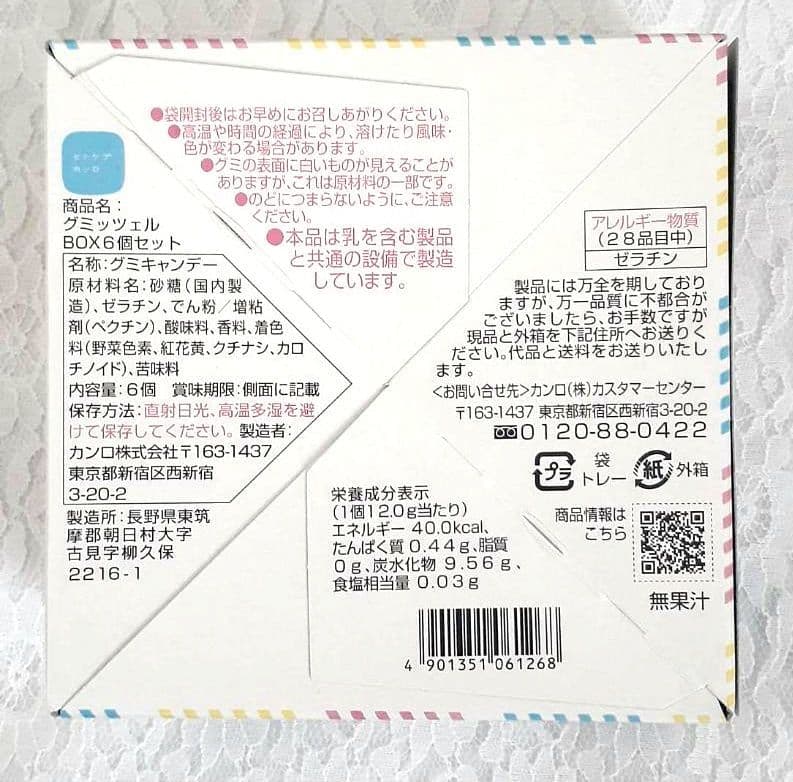 ●袋開封後はお早めにお召しあがりください。
●高温や時間の経過により、溶けたり風味・
色が変わる場合があります。
●グミの表面に白いものが見えることが
ありますが、これは原材料の一部です。
●のどにつまらないように、ご注意
ください。
●本品は乳を含む製品
と共通の設備で製造
しています。
ヒトツブ
カンロ
商品名：
グミッツェル
BOX6個セット
名称：グミキャンデー
原材料名：砂糖（国内製
造）、ゼラチン、でん粉／増粘
剤（ペクチン）、酸味料、香料、着色
料（野菜色素、紅花黄、クチナシ、カロ
チノイド）、苦味料
内容量：6個　賞味期限：側面に記載
保存方法：直射日光、高温多湿を避
けて保存してください。製造者：
カンロ株式会社〒163-1437
東京都新宿区西新宿
3-20-2
製造所：長野県東筑
摩郡朝日村大字
古見字柳久保
2216-1
アレルギー物質
（28品目中）
ゼラチン
製品には万全を期しており
ますが、万一品質に不都合が
ございましたら、お手数ですが
現品と外箱を下記住所へお送りく
ださい。代品と送料をお送りいたしま
す。
＜お問い合せ先＞カンロ（株）カスタマーセンター
〒163-1437 東京都新宿区西新宿3-20-2
0120-88-0422
プラ
袋
トレー
紙
外箱
商品情報は
こちら
無果汁
栄養成分表示
（1個12.0g当たり）
エネルギー 40.0kcal、
たんぱく質 0.44g、脂質
0g、炭水化物 9.56g、
食塩相当量 0.03g
4 901351 061268